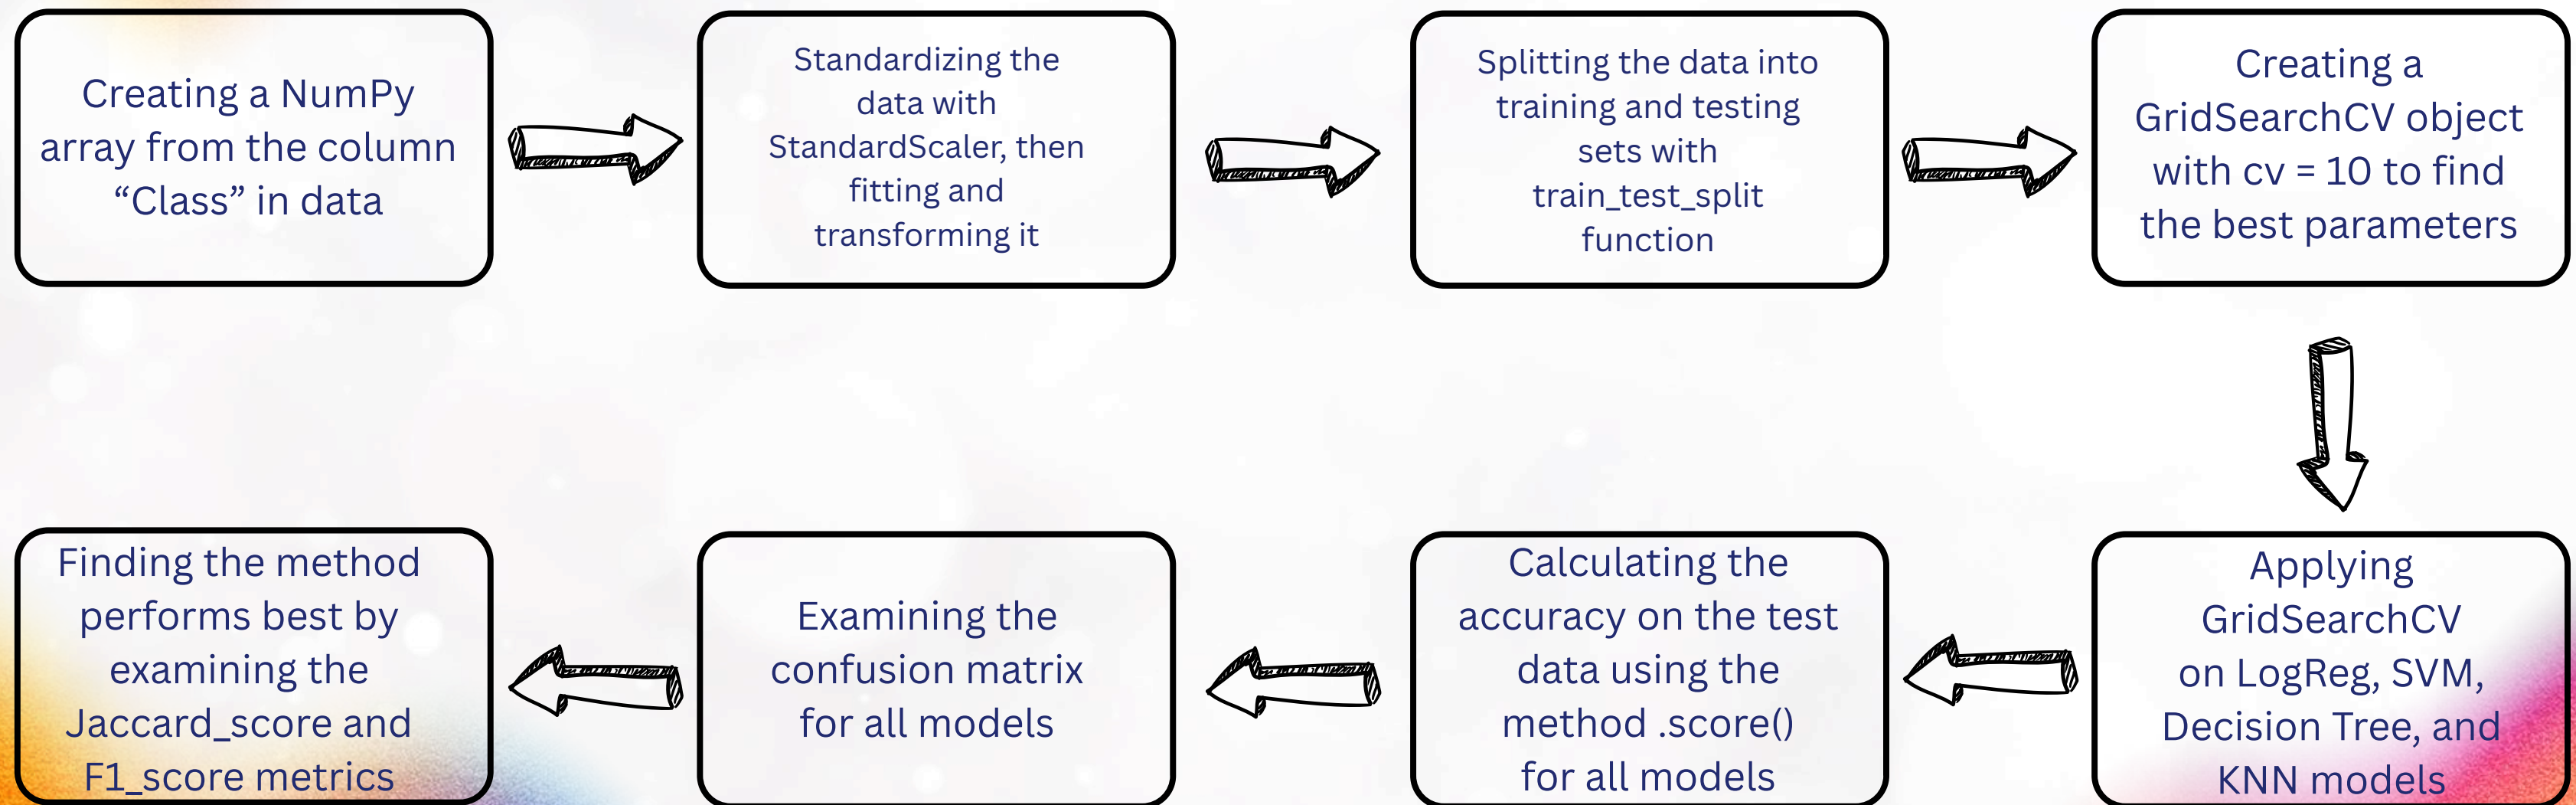 Creating a NumPy
array from the column
“Class” in data
Standardizing the
data with
StandardScaler, then
fitting and
transforming it
Splitting the data into
training and testing
sets with
train_test_split
function
Creating a
GridSearchCV object
with cv = 10 to find
the best parameters
Applying
GridSearchCV
on LogReg, SVM,
Decision Tree, and
KNN models
Calculating the
accuracy on the test
data using the
method .score()
for all models
Examining the
confusion matrix
for all models
Finding the method
performs best by
examining the
Jaccard_score and
F1_score metrics